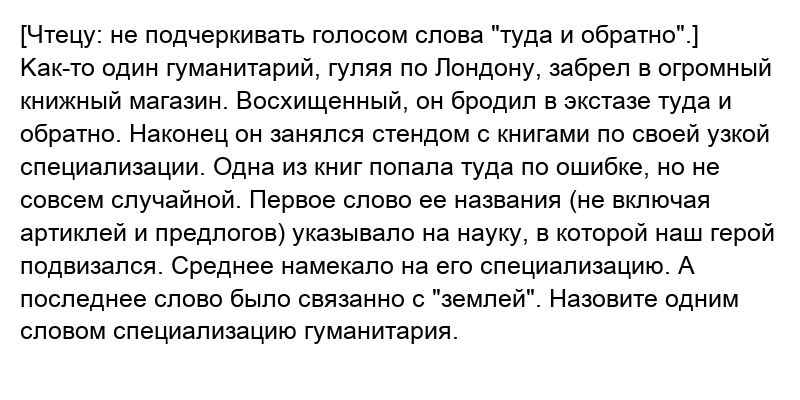 [Чтецу: не подчеркивать голосом слова "туда и обратно".]
Как-то один гуманитарий, гуляя по Лондону, забрел в огромный
книжный магазин. Восхищенный, он бродил в экстазе туда и
обратно. Наконец он занялся стендом с книгами по своей узкой
специализации. Одна из книг попала туда по ошибке, но не
совсем случайной. Первое слово ее названия (не включая
артиклей и предлогов) указывало на науку, в которой наш герой
подвизался. Среднее намекало на его специализацию. А
последнее слово было связанно с "землей". Назовите одним
словом специализацию гуманитария.